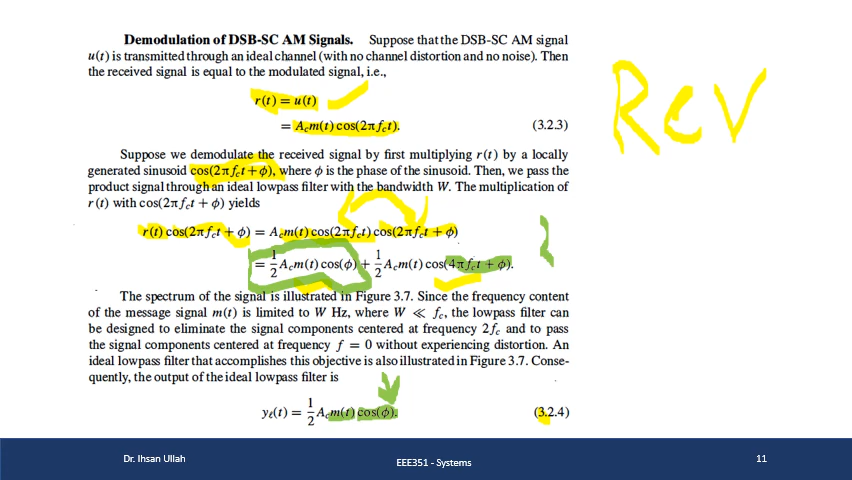 Demodulation of DSB-SC AM Signals. Suppose that the DSB-SC AM signal
u(t) is transmitted through an ideal channel (with no channel distortion and no noise). Then
the received signal is equal to the modulated signal, i.e.,
r(t) = u(t)
= A_c m(t) cos(2πf_c t). (3.2.3)
Rev
Suppose we demodulate the received signal by first multiplying r(t) by a locally
generated sinusoid cos(2πf_c t + ϕ), where ϕ is the phase of the sinusoid. Then, we pass the
product signal through an ideal lowpass filter with the bandwidth W. The multiplication of
r(t) with cos(2πf_c t + ϕ) yields
r(t) cos(2πf_c t + ϕ) = A_c m(t) cos(2πf_c t) cos(2πf_c t + ϕ)
= 1/2 A_c m(t) cos(ϕ) + 1/2 A_c m(t) cos(4πf_c t + ϕ).
The spectrum of the signal is illustrated in Figure 3.7. Since the frequency content
of the message signal m(t) is limited to W Hz, where W ≪ f_c, the lowpass filter can
be designed to eliminate the signal components centered at frequency 2f_c and to pass
the signal components centered at frequency f = 0 without experiencing distortion. An
ideal lowpass filter that accomplishes this objective is also illustrated in Figure 3.7. Conse-
quently, the output of the ideal lowpass filter is
y_ℓ(t) = 1/2 A_c m(t) cos(ϕ). (3.2.4)
Dr. Ihsan Ullah
EEE351 - Systems
11